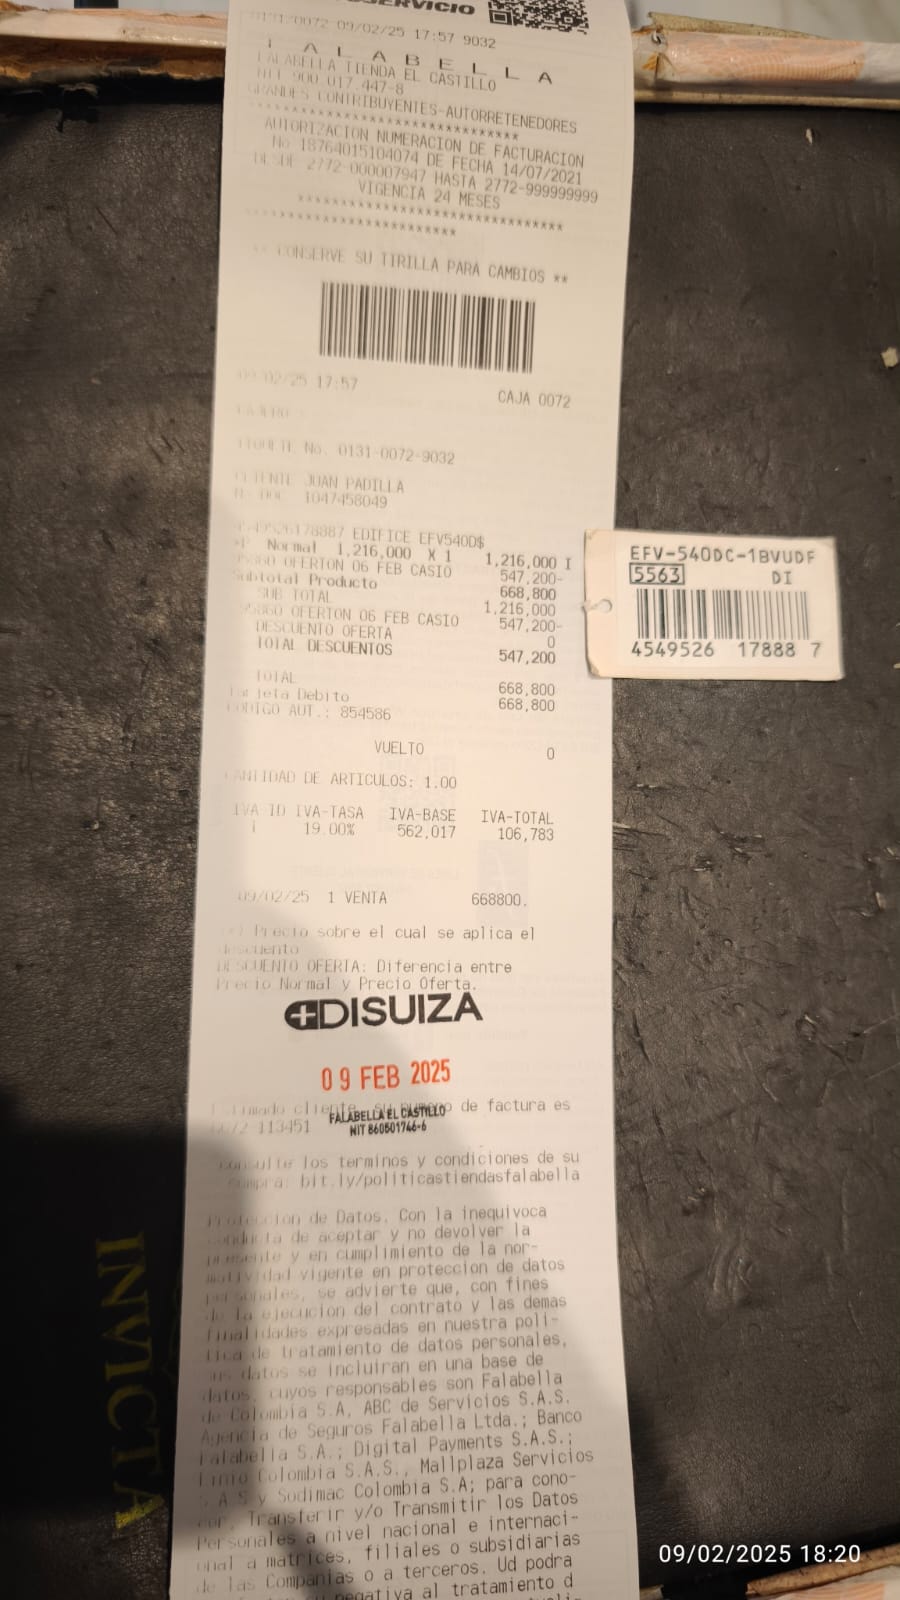 SERVICIO
0131/0072 09/02/25 17:57 9032
F A L A B E L L A
FALABELLA TIENDA EL CASTILLO
NIT 900.017.447-8
GRANDES CONTRIBUYENTES-AUTORRETENEDORES
*******************************
AUTORIZACION NUMERACION DE FACTURACION
No 18764015104074 DE FECHA 14/07/2021
DESDE 2772-000007947 HASTA 2772-999999999
VIGENCIA 24 MESES
*********************************
*************************
** CONSERVE SU TIRILLA PARA CAMBIOS **
09/02/25 17:57
CAJA 0072
CAJERO
TIQUETE No. 0131-0072-9032
CLIENTE JUAN PADILLA
N. DOC 1047458049
4549526178887 EDIFICE EFV540D$
*P Normal 1,216,000 X 1 1,216,000 I
95860 OFERTON 06 FEB CASIO 547,200-
Subtotal Producto 668,800
SUB TOTAL 1,216,000
95860 OFERTON 06 FEB CASIO 547,200-
DESCUENTO OFERTA 0
TOTAL DESCUENTOS 547,200
TOTAL 668,800
Tarjeta Debito 668,800
CODIGO AUT.: 854586
VUELTO 0
CANTIDAD DE ARTICULOS: 1.00
IVA ID IVA-TASA IVA-BASE IVA-TOTAL
i 19.00% 562,017 106,783
09/02/25 1 VENTA 668800.
Precio sobre el cual se aplica el
descuento
DESCUENTO OFERTA: Diferencia entre
Precio Normal y Precio Oferta.
DISUIZA
09 FEB 2025
Estimado cliente, su numero de factura es
113451
FALABELLA EL CASTILLO
NIT 860501746-6
Consulte los terminos y condiciones de su
compra: bit.ly/politicastiendasfalabella
Proteccion de Datos. Con la inequivoca
conducta de aceptar y no devolver la
presente y en cumplimiento de la nor-
matividad vigente en proteccion de datos
personales, se advierte que, con fines
de la ejecucion del contrato y las demas
finalidades expresadas en nuestra poli-
tica de tratamiento de datos personales,
sus datos se incluiran en una base de
datos, cuyos responsables son Falabella
de Colombia S.A, ABC de Servicios S.A.S.
Agencia de Seguros Falabella Ltda.; Banco
Falabella S.A.; Digital Payments S.A.S.;
Linio Colombia S.A.S., Mallplaza Servicios
S.A.S y Sodimac Colombia S.A; para cono-
cer, Transferir y/o Transmitir los Datos
Personales a nivel nacional e internaci-
onal a matrices, filiales o subsidiarias
de las Companias o a terceros. Ud podra
negativa al tratamiento d
EFV-540DC-1BVUDF
5563 DI
4549526 17888 7
INVICTA
09/02/2025 18:20